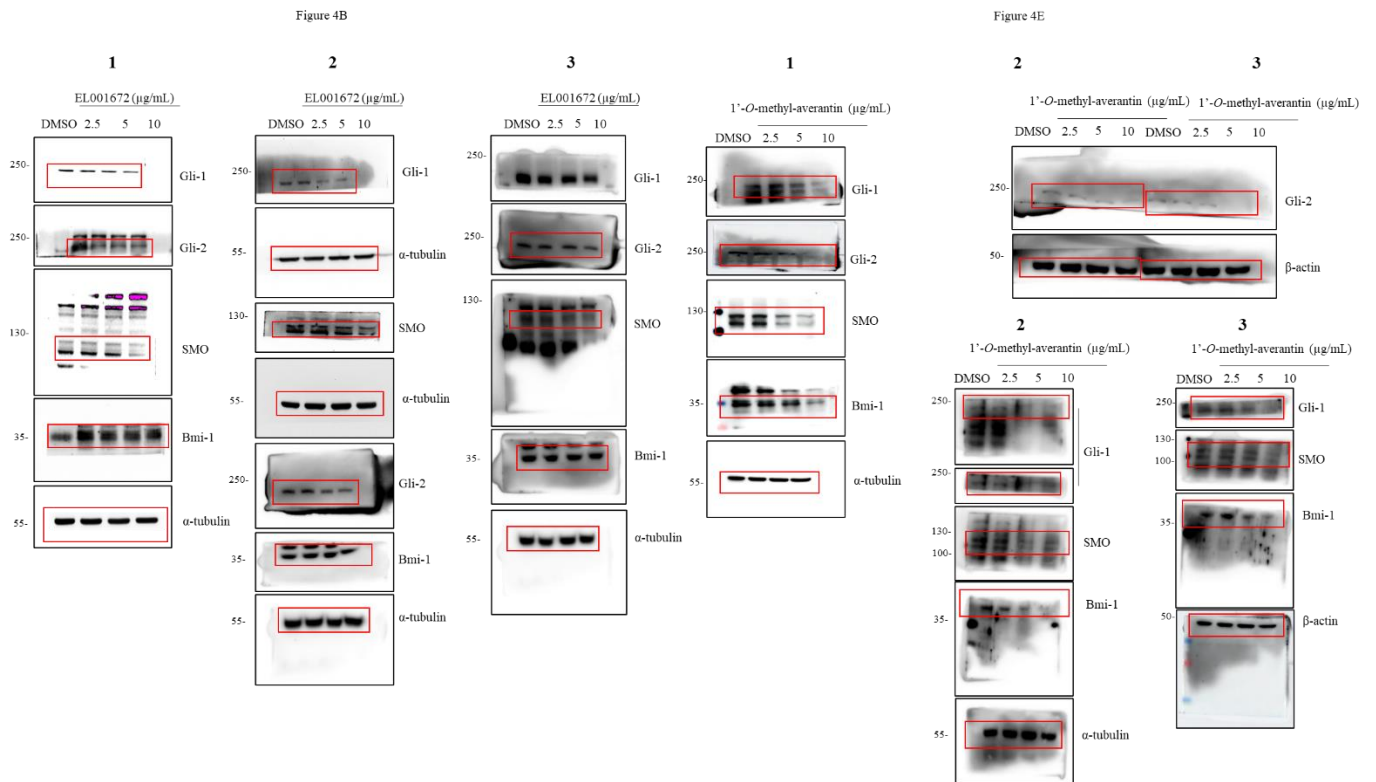 Figure 4B
1
EL001672 (µg/mL)
DMSO 2.5 5 10
250-
Gli-1
250-
Gli-2
130-
SMO
35-
Bmi-1
55-
α-tubulin
2
EL001672 (µg/mL)
DMSO 2.5 5 10
250-
Gli-1
55-
α-tubulin
130-
SMO
55-
α-tubulin
250-
Gli-2
35-
Bmi-1
55-
α-tubulin
3
EL001672 (µg/mL)
DMSO 2.5 5 10
250-
Gli-1
250-
Gli-2
130-
SMO
35-
Bmi-1
55-
α-tubulin
Figure 4E
1
1’-O-methyl-averantin (µg/mL)
DMSO 2.5 5 10
250-
Gli-1
250-
Gli-2
130-
SMO
35-
Bmi-1
55-
α-tubulin
2 3
1’-O-methyl-averantin (µg/mL) 1’-O-methyl-averantin (µg/mL)
DMSO 2.5 5 10 DMSO 2.5 5 10
250-
Gli-2
50-
β-actin
2
1’-O-methyl-averantin (µg/mL)
DMSO 2.5 5 10
250-
Gli-1
250-
130-
SMO
100-
Bmi-1
35-
55-
α-tubulin
3
1’-O-methyl-averantin (µg/mL)
DMSO 2.5 5 10
250-
Gli-1
130-
SMO
100-
Bmi-1
35-
50-
β-actin